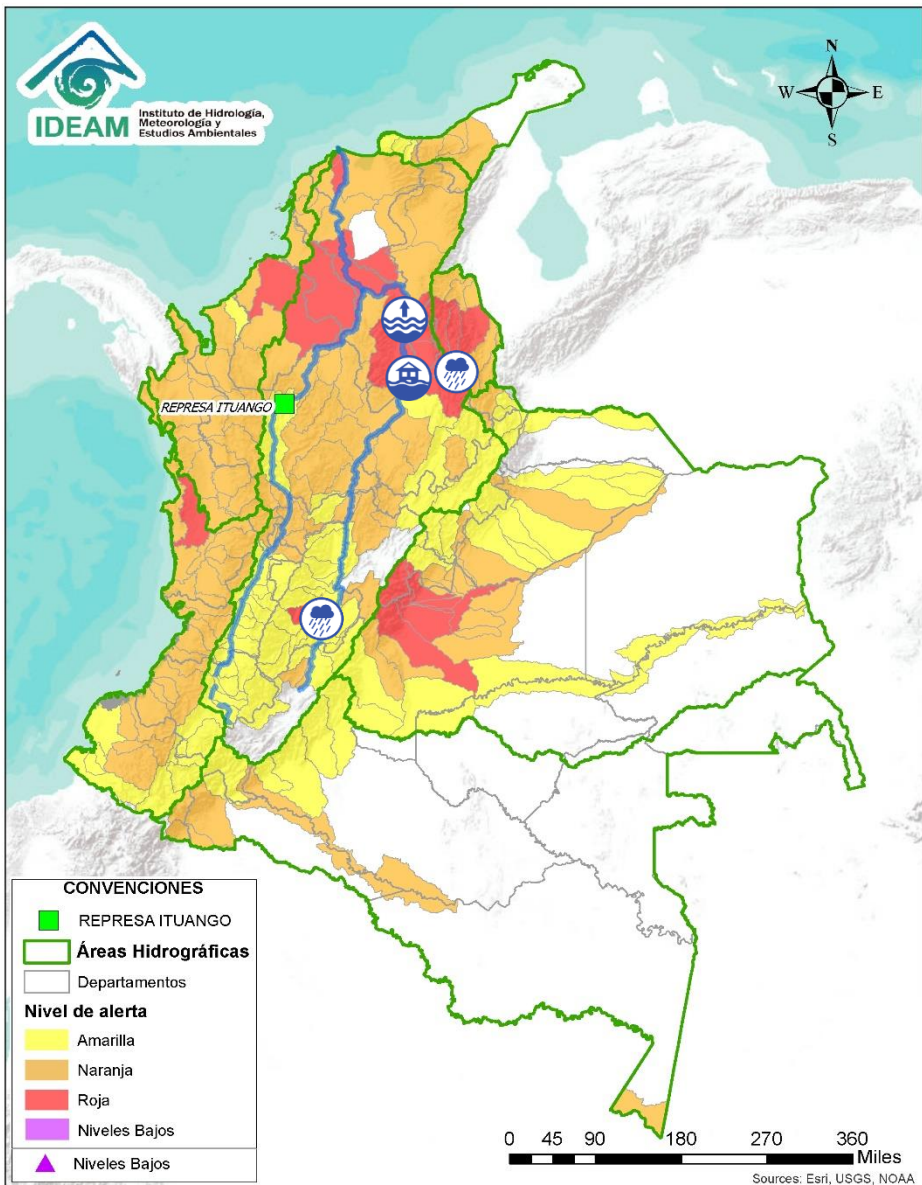 IDEAM
Instituto de Hidrología,
Meteorología y
Estudios Ambientales
N
W
E
S
REPRESA ITUANGO
CONVENCIONES
REPRESA ITUANGO
Áreas Hidrográficas
Departamentos
Nivel de alerta
Amarilla
Naranja
Roja
Niveles Bajos
Niveles Bajos
0 45 90 180 270 360
Miles
Sources: Esri, USGS, NOAA